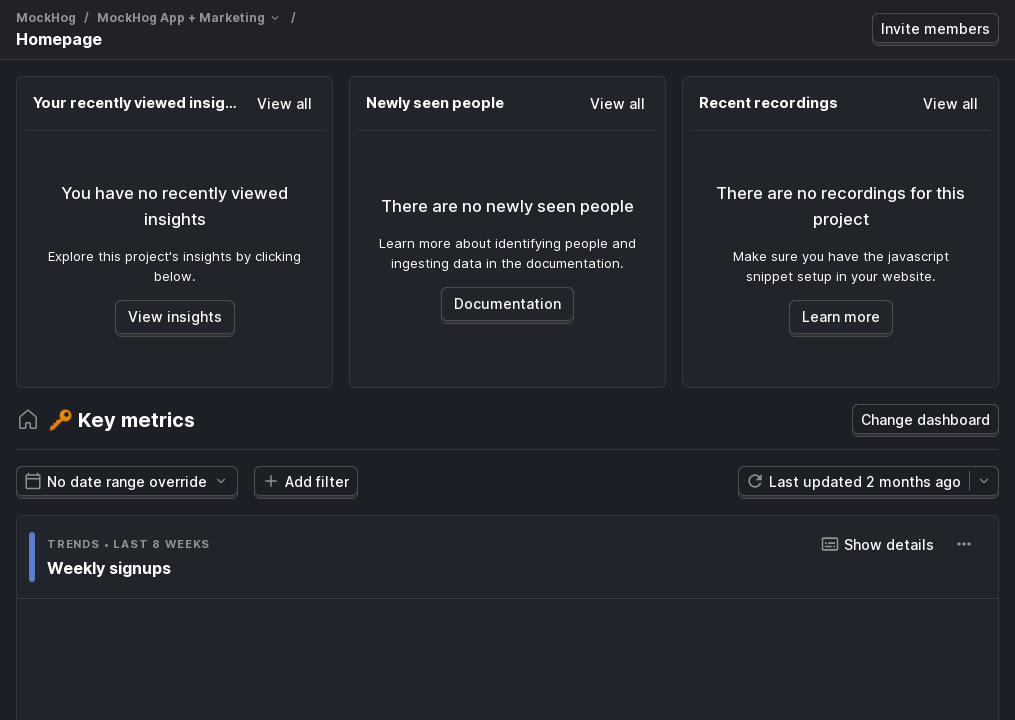 MockHog / MockHog App + Marketing /
Homepage
Invite members
Your recently viewed insig...
View all
You have no recently viewed
insights
Explore this project's insights by clicking
below.
View insights
Newly seen people
View all
There are no newly seen people
Learn more about identifying people and
ingesting data in the documentation.
Documentation
Recent recordings
View all
There are no recordings for this
project
Make sure you have the javascript
snippet setup in your website.
Learn more
🔑 Key metrics
Change dashboard
No date range override
Add filter
Last updated 2 months ago
TRENDS • LAST 8 WEEKS
Show details
Weekly signups